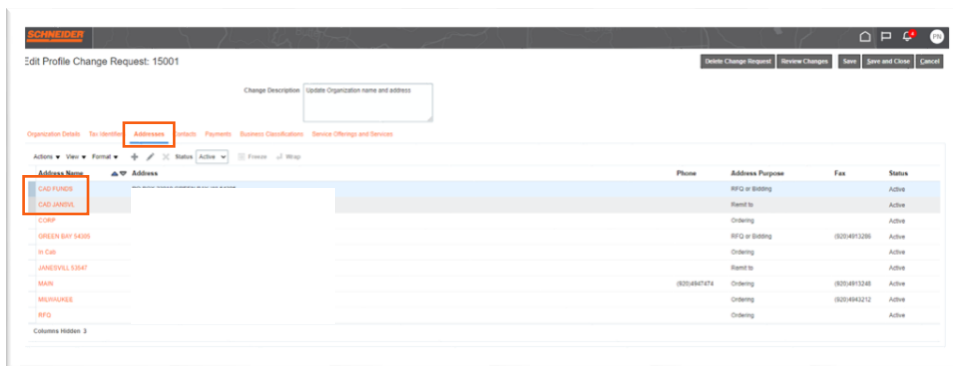 SCHNEIDER
PN
Edit Profile Change Request: 15001
Delete Change Request Review Changes Save Save and Close Cancel
Change Description Update Organization name and address
Organization Details Tax Identifiers Addresses Contacts Payments Business Classifications Service Offerings and Services
Actions View Format Status Active Freeze Wrap
Address Name Address Phone Address Purpose Fax Status
CAD FUNDS RFQ or Bidding Active
CAD JANSVL Remit to Active
CORP Ordering Active
GREEN BAY 54305 RFQ or Bidding (920)4913286 Active
In Cab Ordering Active
JANESVILL 53547 Remit to Active
MAIN (920)4947474 Ordering (920)4913248 Active
MILWAUKEE Ordering (920)4943212 Active
RFQ Ordering Active
Columns Hidden 3